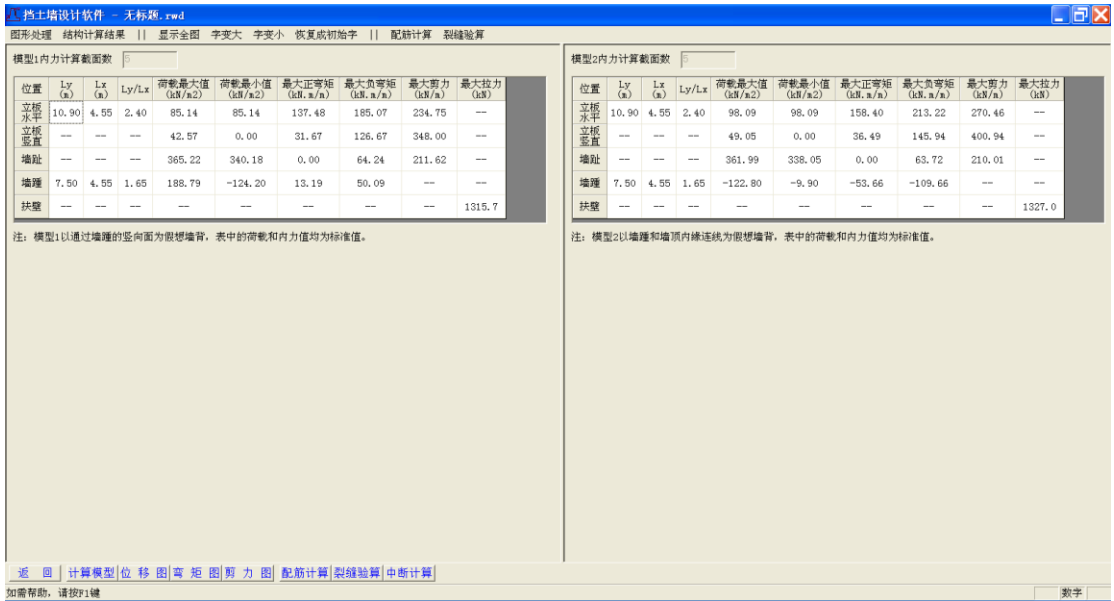 挡土墙设计软件 - 无标题.rwd
图形处理 结构计算结果 || 显示全图 字变大 字变小 恢复成初始字 || 配筋计算 裂缝验算
模型1内力计算截面数 5
位置 Ly(m) Lx(m) Ly/Lx 荷载最大值(kN/m2) 荷载最小值(kN/m2) 最大正弯矩(kN.m/m) 最大负弯矩(kN.m/m) 最大剪力(kN/m) 最大拉力(kN)
立板水平 10.90 4.55 2.40 85.14 85.14 137.48 185.07 234.75 --
立板竖直 -- -- -- 42.57 0.00 31.67 126.67 348.00 --
墙趾 -- -- -- 365.22 340.18 0.00 64.24 211.62 --
墙踵 7.50 4.55 1.65 188.79 -124.20 13.19 50.09 -- --
扶壁 -- -- -- -- -- -- -- -- 1315.7
注：模型1以通过墙踵的竖向面为假想墙背，表中的荷载和内力值均为标准值。
模型2内力计算截面数 5
位置 Ly(m) Lx(m) Ly/Lx 荷载最大值(kN/m2) 荷载最小值(kN/m2) 最大正弯矩(kN.m/m) 最大负弯矩(kN.m/m) 最大剪力(kN/m) 最大拉力(kN)
立板水平 10.90 4.55 2.40 98.09 98.09 158.40 213.22 270.46 --
立板竖直 -- -- -- 49.05 0.00 36.49 145.94 400.94 --
墙趾 -- -- -- 361.99 338.05 0.00 63.72 210.01 --
墙踵 7.50 4.55 1.65 -122.80 -9.90 -53.66 -109.66 -- --
扶壁 -- -- -- -- -- -- -- -- 1327.0
注：模型2以墙踵和墙顶内缘连线为假想墙背，表中的荷载和内力值均为标准值。
返 回 计算模型 位 移 图 弯 矩 图 剪 力 图 配筋计算 裂缝验算 中断计算
如需帮助，请按F1键 数字